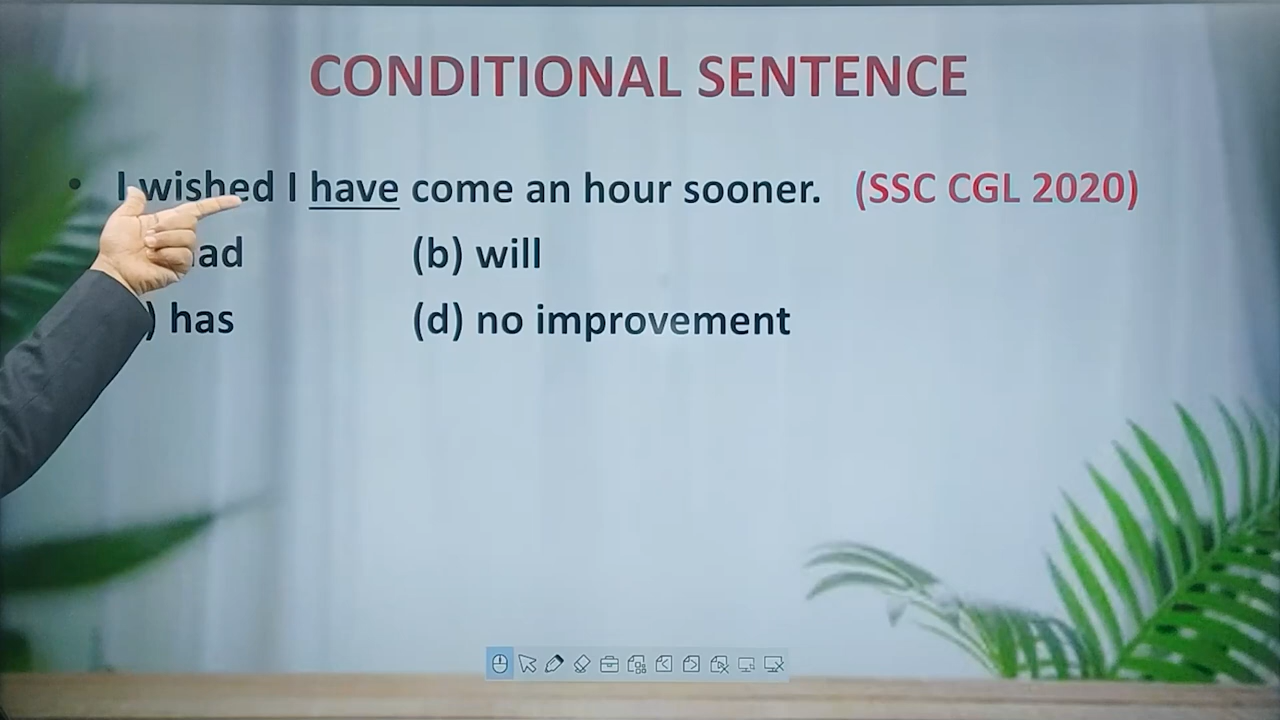 CONDITIONAL SENTENCE
• I wished I have come an hour sooner. (SSC CGL 2020)
ad (b) will
) has (d) no improvement